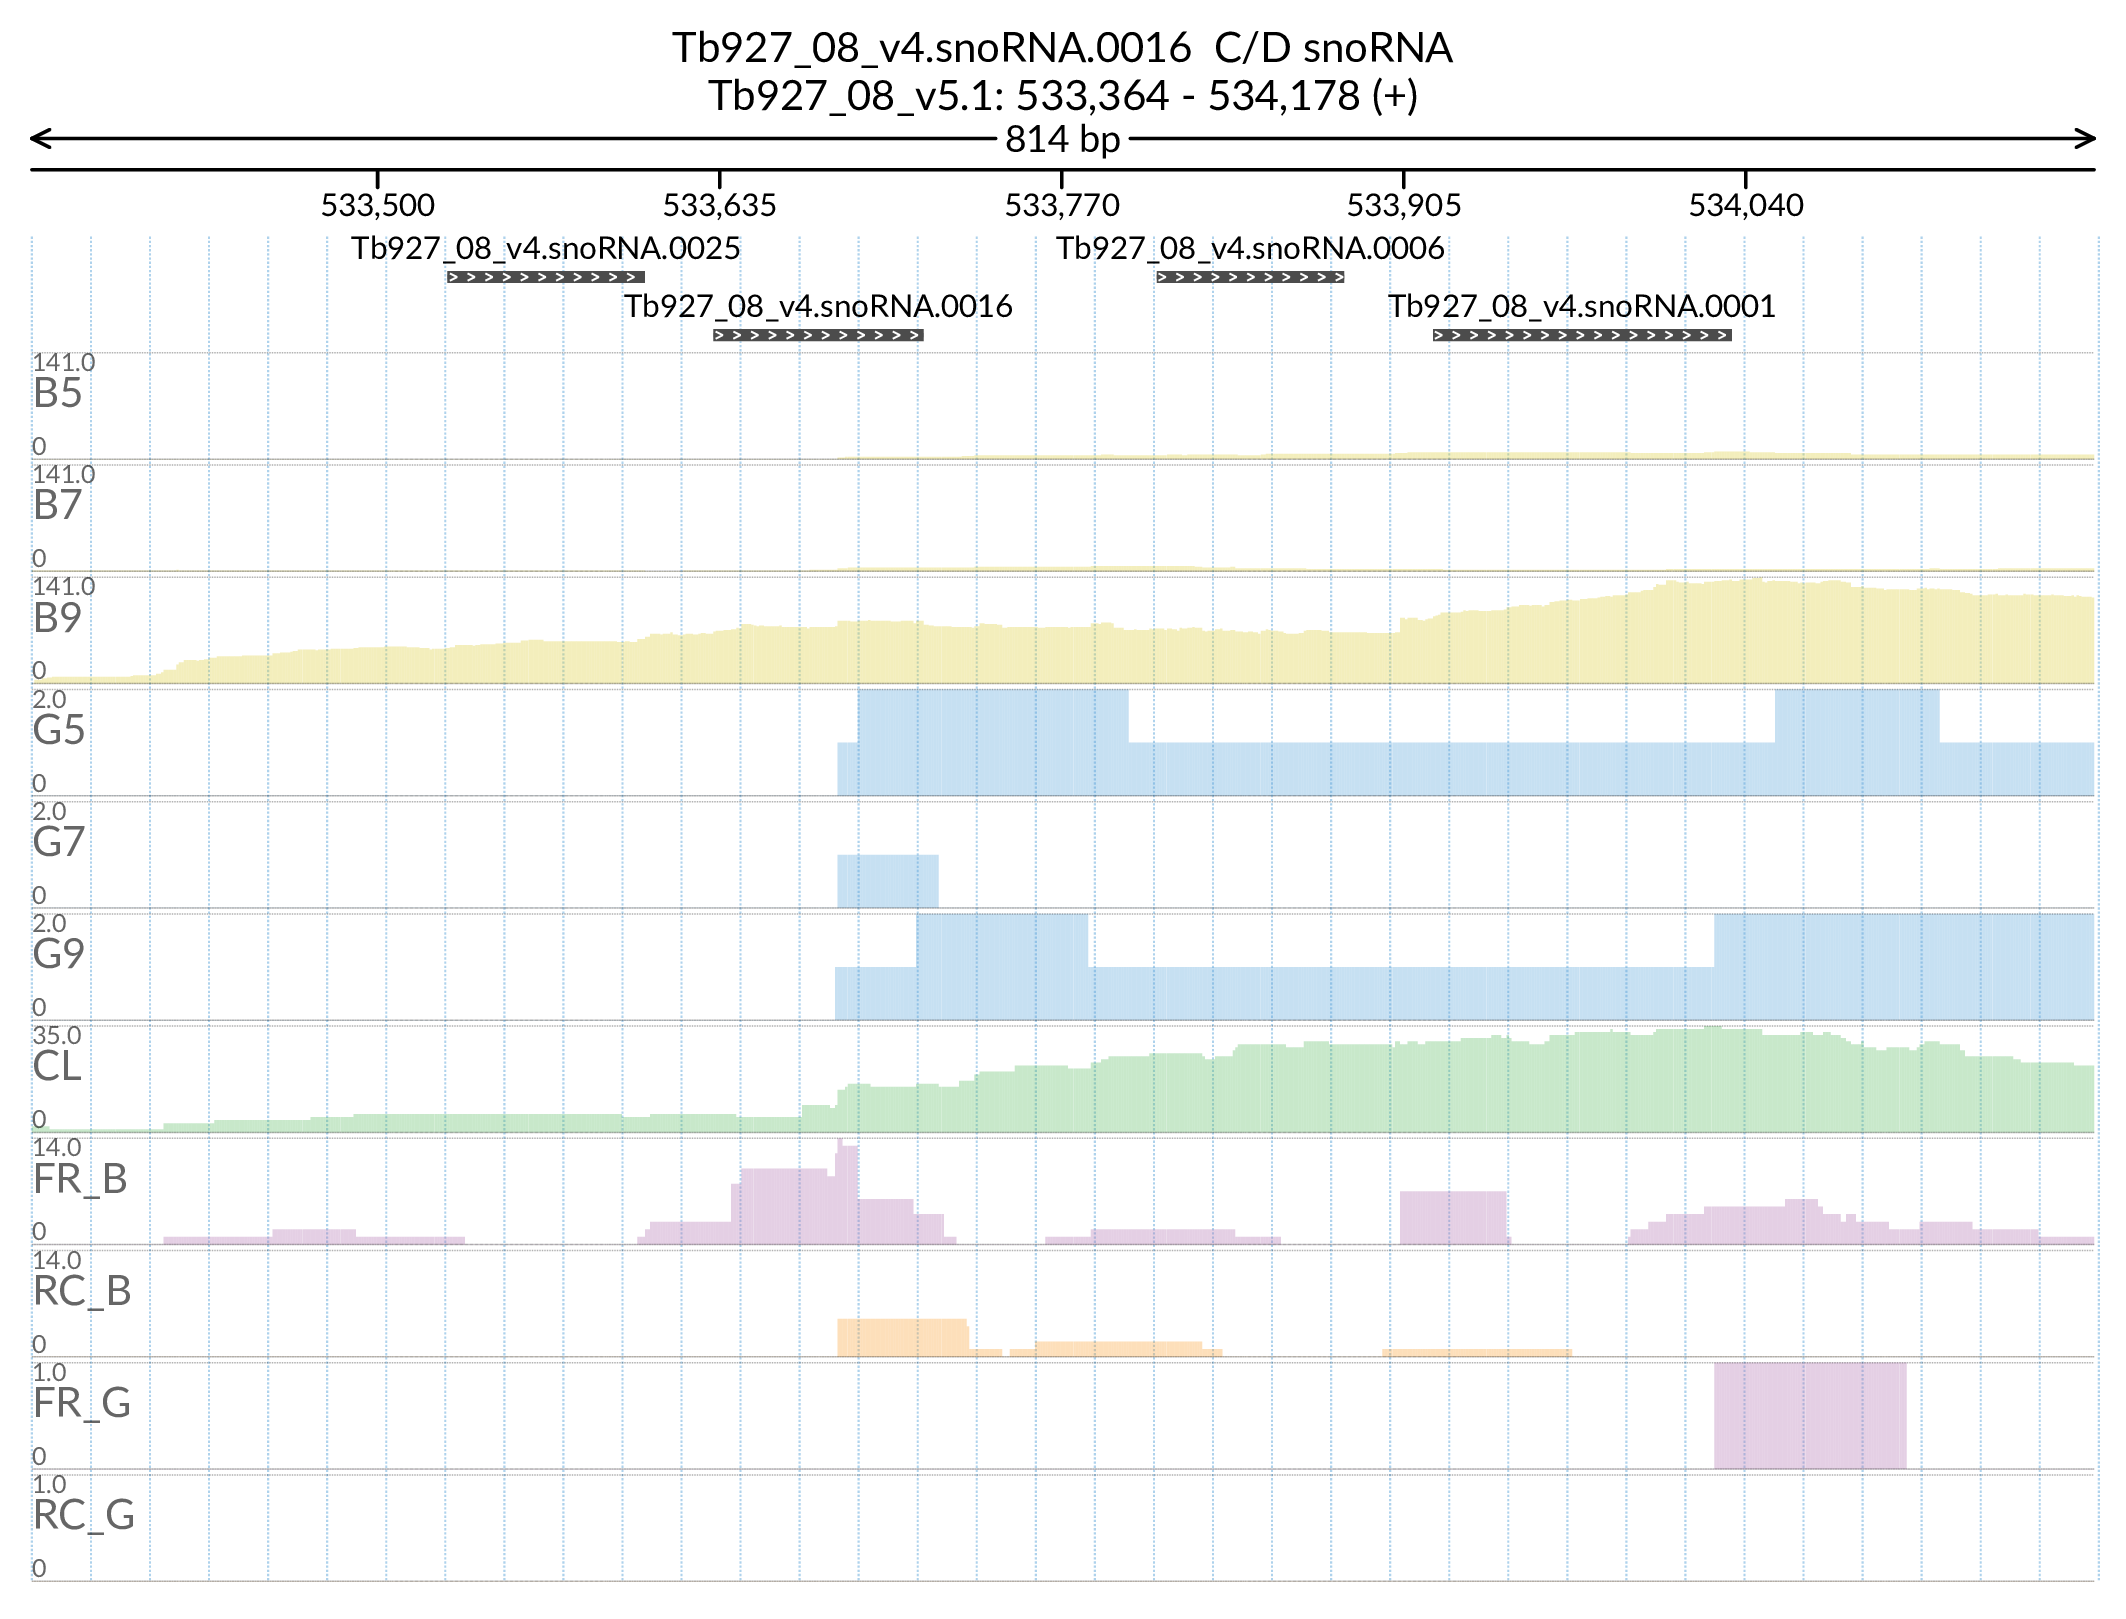 Tb927_08_v4.snoRNA.0016  C/D snoRNA
Tb927_08_v5.1: 533,364 - 534,178 (+)
814 bp
533,500 533,635 533,770 533,905 534,040
Tb927_08_v4.snoRNA.0025 Tb927_08_v4.snoRNA.0006
Tb927_08_v4.snoRNA.0016 Tb927_08_v4.snoRNA.0001
141.0
B5
0
141.0
B7
0
141.0
B9
0
2.0
G5
0
2.0
G7
0
2.0
G9
0
35.0
CL
0
14.0
FR_B
0
14.0
RC_B
0
1.0
FR_G
0
1.0
RC_G
0